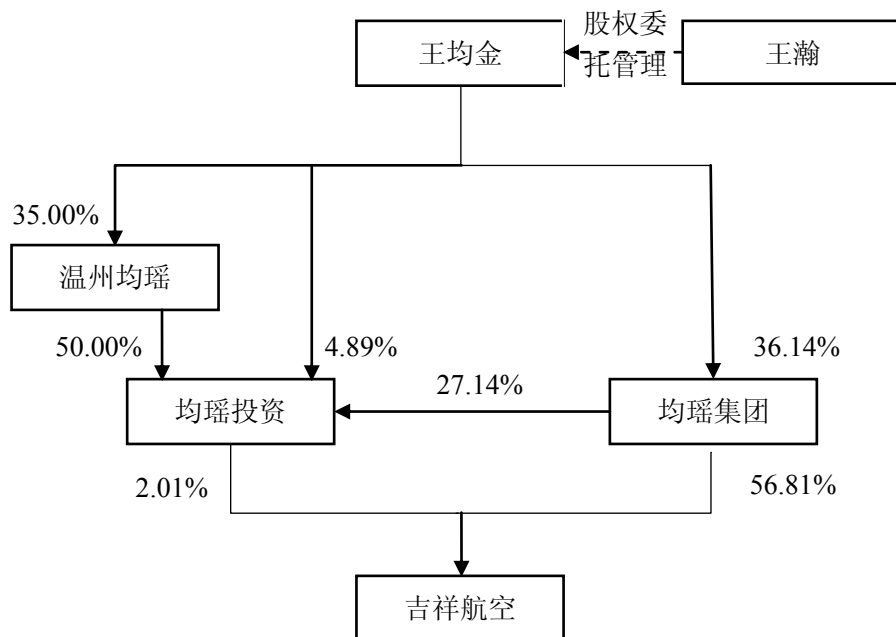 王均金
股权委
托管理
王瀚
35.00%
温州均瑶
50.00%
4.89%
36.14%
27.14%
均瑶投资
均瑶集团
2.01%
56.81%
吉祥航空